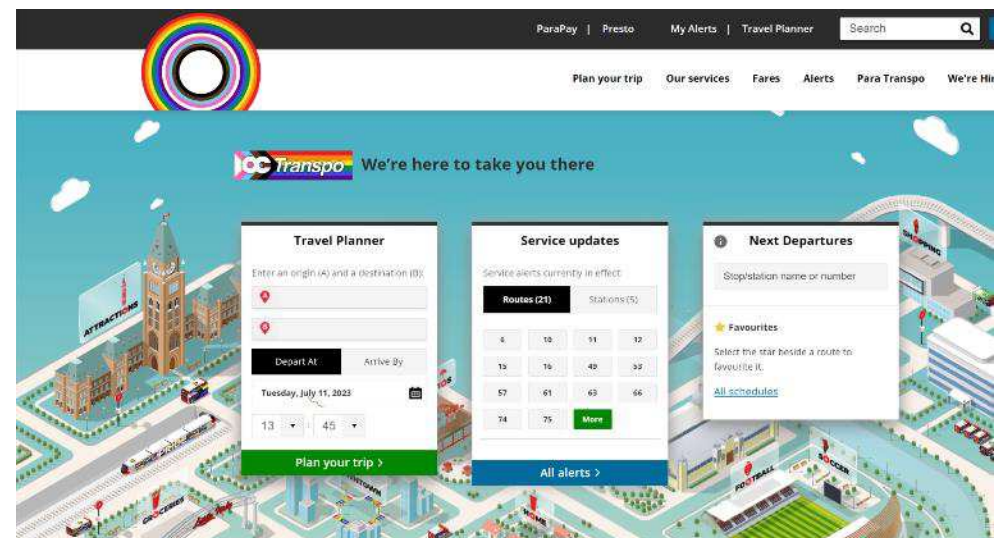 ParaPay | Presto My Alerts | Travel Planner Search
Plan your trip Our services Fares Alerts Para Transpo We're Hir
OC Transpo We're here to take you there
Travel Planner
Enter an origin (A) and a destination (B):
A
B
Depart At Arrive By
Tuesday, July 11, 2023
13 : 45
Plan your trip >
Service updates
Service alerts currently in effect
Routes (21) Stations (5)
6 10 11 12
15 16 49 53
57 61 63 66
74 75 More
All alerts >
Next Departures
Stop/station name or number
Favourites
Select the star beside a route to
favourite it.
All schedules
ATTRACTIONS
SHOPPING
GROCERIES
HOME
FOOTBALL
SOCCER